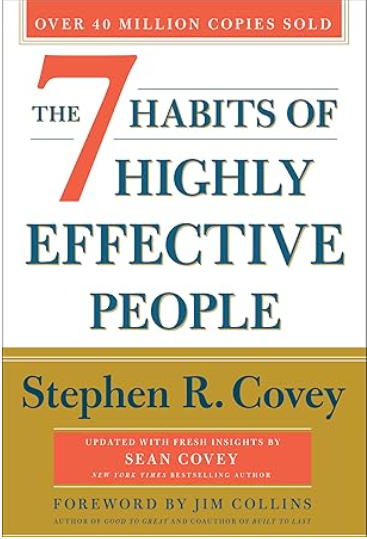 OVER 40 MILLION COPIES SOLD
THE 7 HABITS OF
HIGHLY
EFFECTIVE
PEOPLE
Stephen R. Covey
UPDATED WITH FRESH INSIGHTS BY
SEAN COVEY
NEW YORK TIMES BESTSELLING AUTHOR
FOREWORD BY JIM COLLINS
AUTHOR OF GOOD TO GREAT AND COAUTHOR OF BUILT TO LAST